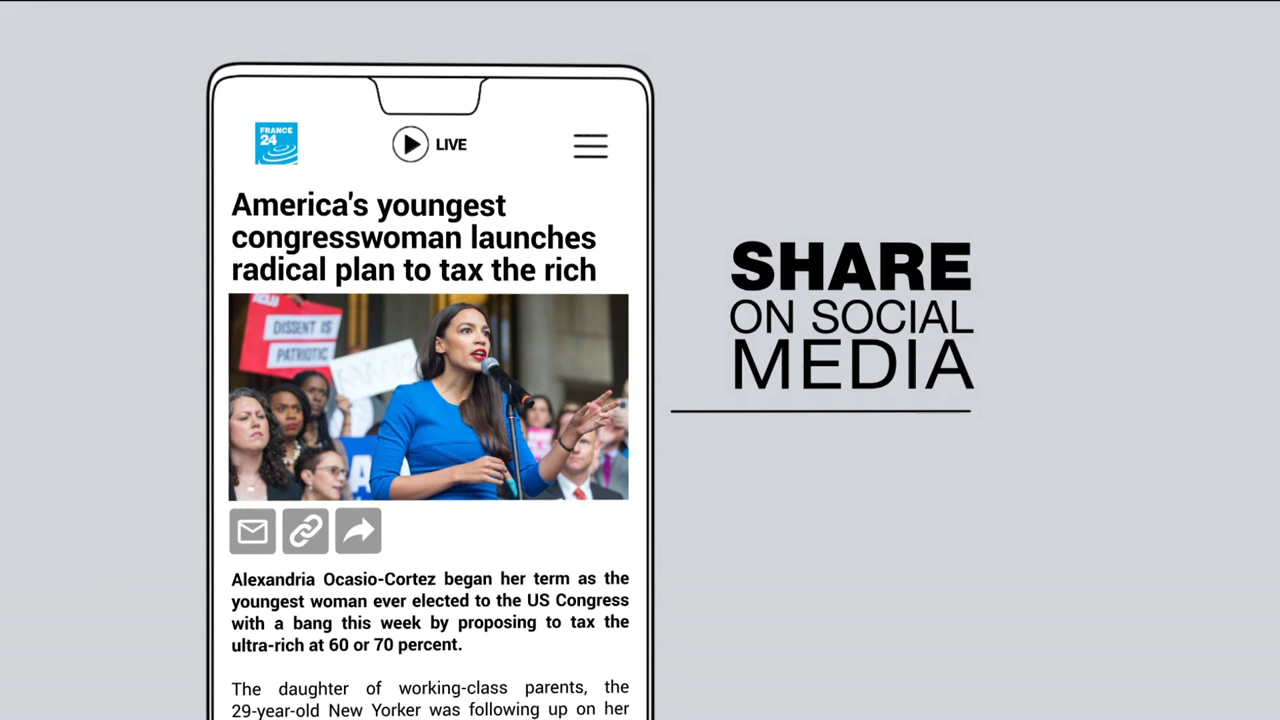 FRANCE
24
LIVE
America's youngest
congresswoman launches
radical plan to tax the rich
DISSENT IS
PATRIOTIC
Alexandria Ocasio-Cortez began her term as the
youngest woman ever elected to the US Congress
with a bang this week by proposing to tax the
ultra-rich at 60 or 70 percent.
The daughter of working-class parents, the
29-year-old New Yorker was following up on her
SHARE
ON SOCIAL
MEDIA